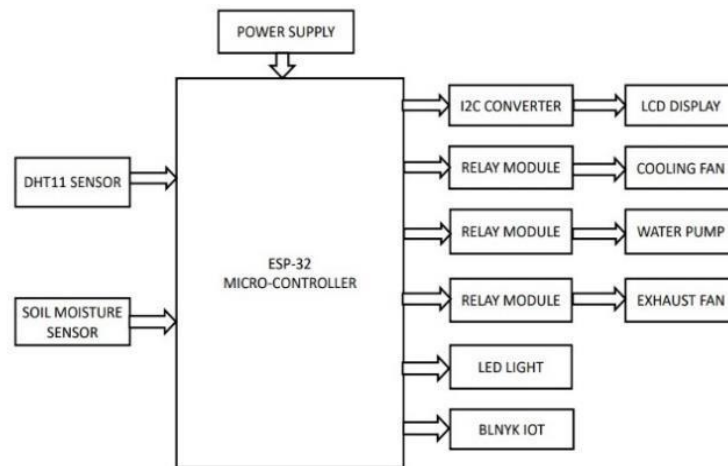 POWER SUPPLY
I2C CONVERTER
LCD DISPLAY
DHT11 SENSOR
RELAY MODULE
COOLING FAN
RELAY MODULE
WATER PUMP
ESP-32
MICRO-CONTROLLER
SOIL MOISTURE
SENSOR
RELAY MODULE
EXHAUST FAN
LED LIGHT
BLNYK IOT